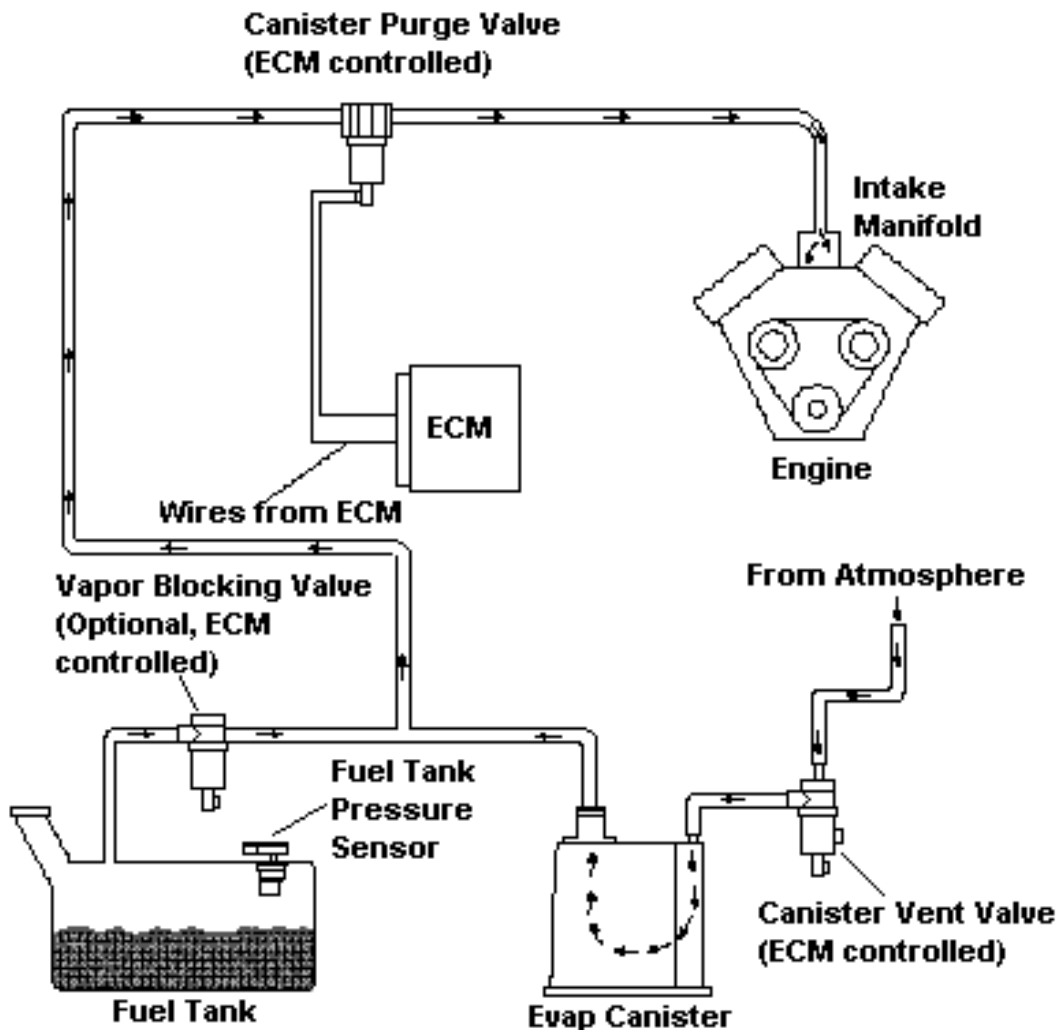 Canister Purge Valve
(ECM controlled)
Intake
Manifold
ECM
Engine
Wires from ECM
From Atmosphere
Vapor Blocking Valve
(Optional, ECM
controlled)
Fuel Tank
Pressure
Sensor
Canister Vent Valve
(ECM controlled)
Fuel Tank
Evap Canister